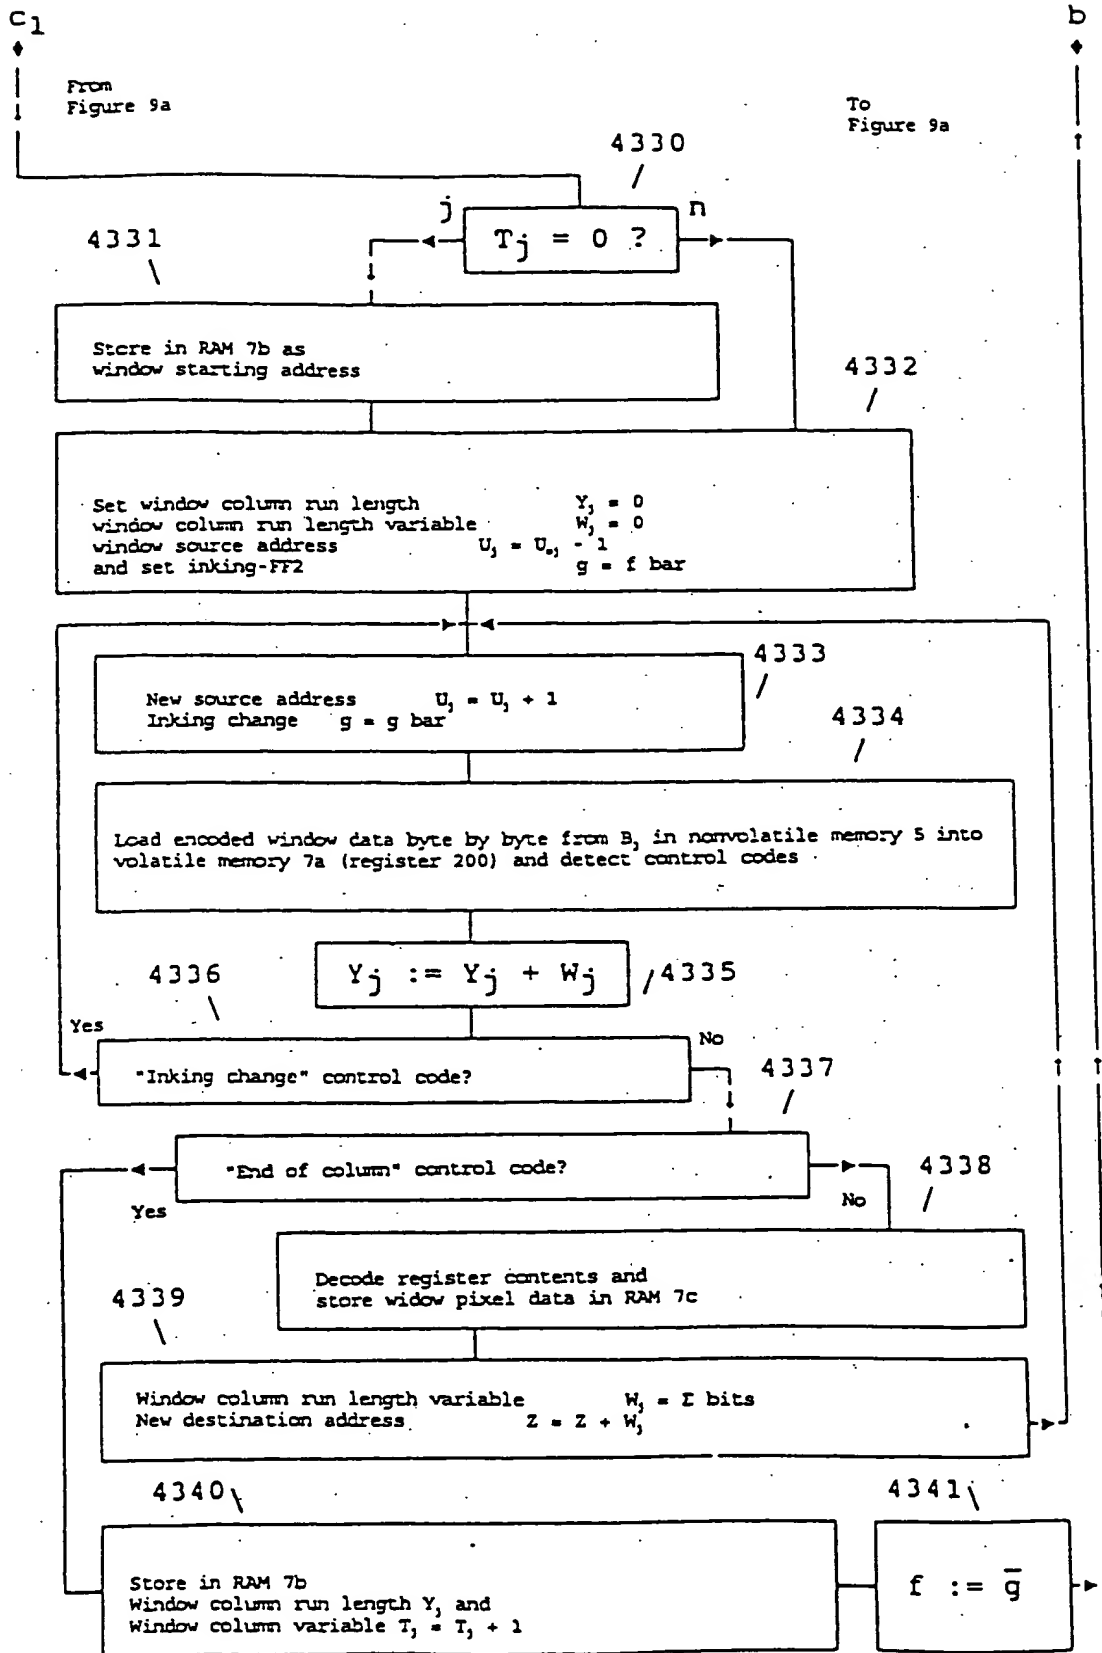 c1
b
From
Figure 9a
To
Figure 9a
4330
j
n
Tj = 0 ?
4331
Store in RAM 7b as
window starting address
4332
Set window column run length Yj = 0
window column run length variable Wj = 0
window source address Uj = Uoj - 1
and set inking-FF2 g = f bar
4333
New source address Uj = Uj + 1
Inking change g = g bar
4334
Load encoded window data byte by byte from Bj in nonvolatile memory 5 into
volatile memory 7a (register 200) and detect control codes
Yj := Yj + Wj
4335
4336
Yes
No
"Inking change" control code?
4337
"End of column" control code?
4338
Yes
No
Decode register contents and
store widow pixel data in RAM 7c
4339
Window column run length variable Wj = Σ bits
New destination address Z = Z + Wj
4340
4341
Store in RAM 7b
Window column run length Yj and
Window column variable Tj = Tj + 1
f := g̅